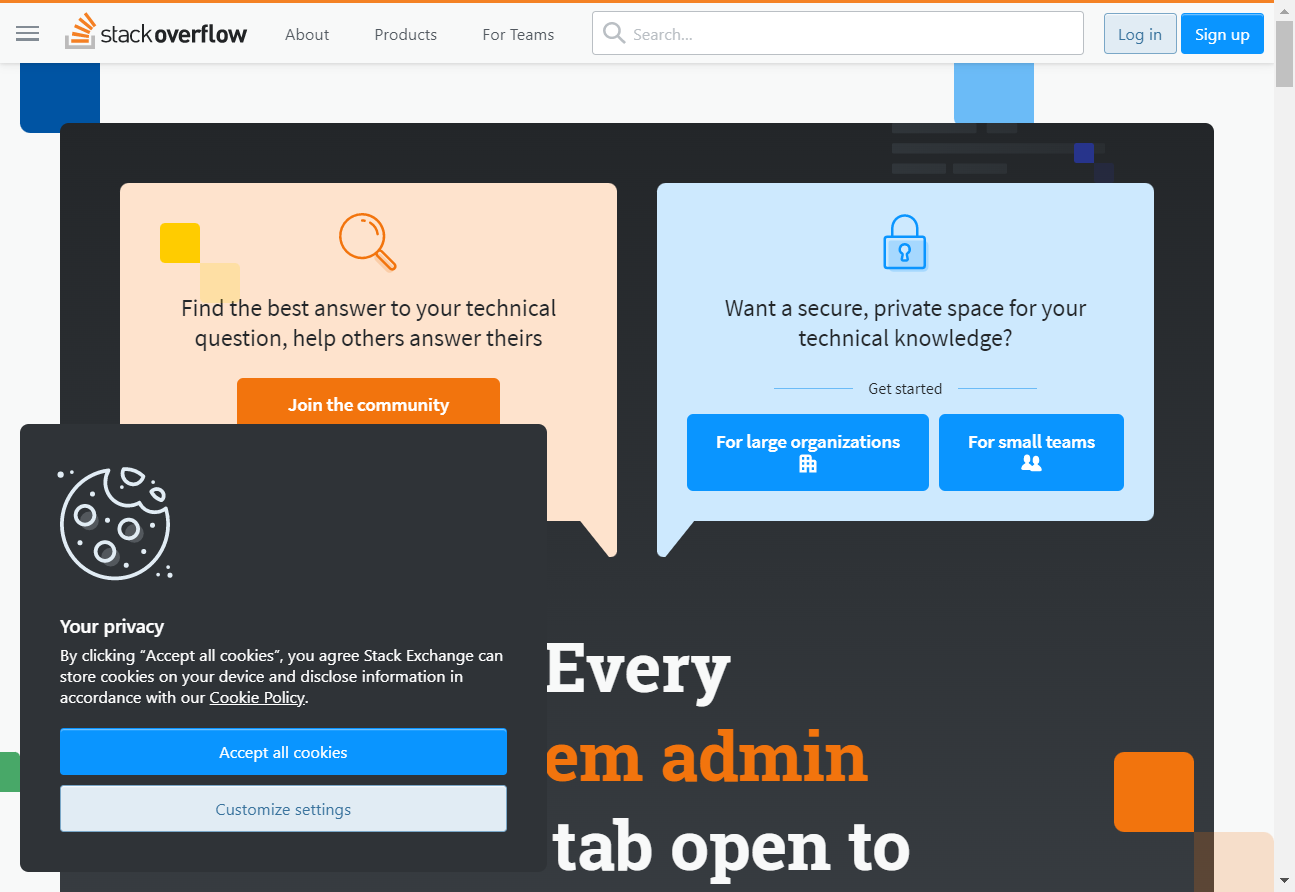 stack overflow
About
Products
For Teams
Search...
Log in
Sign up
Find the best answer to your technical
question, help others answer theirs
Join the community
Want a secure, private space for your
technical knowledge?
Get started
For large organizations
For small teams
Your privacy
By clicking “Accept all cookies”, you agree Stack Exchange can
store cookies on your device and disclose information in
accordance with our Cookie Policy.
Accept all cookies
Customize settings
Every
em admin
tab open to